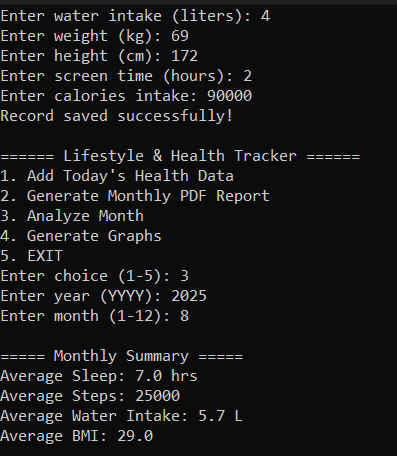 Enter water intake (liters): 4
Enter weight (kg): 69
Enter height (cm): 172
Enter screen time (hours): 2
Enter calories intake: 90000
Record saved successfully!
====== Lifestyle & Health Tracker ======
1. Add Today's Health Data
2. Generate Monthly PDF Report
3. Analyze Month
4. Generate Graphs
5. EXIT
Enter choice (1-5): 3
Enter year (YYYY): 2025
Enter month (1-12): 8
===== Monthly Summary =====
Average Sleep: 7.0 hrs
Average Steps: 25000
Average Water Intake: 5.7 L
Average BMI: 29.0